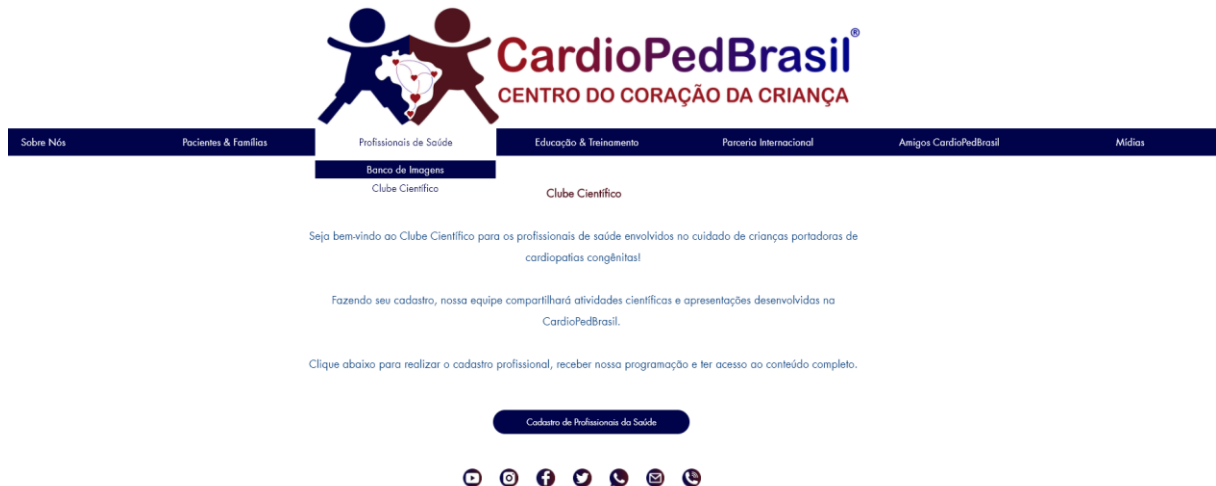 CardioPedBrasil®
CENTRO DO CORAÇÃO DA CRIANÇA
Sobre Nós
Pacientes & Famílias
Profissionais de Saúde
Educação & Treinamento
Parceria Internacional
Amigos CardioPedBrasil
Mídias
Banco de Imagens
Clube Científico
Clube Científico
Seja bem-vindo ao Clube Científico para os profissionais de saúde envolvidos no cuidado de crianças portadoras de
cardiopatias congênitas!
Fazendo seu cadastro, nossa equipe compartilhará atividades científicas e apresentações desenvolvidas na
CardioPedBrasil.
Clique abaixo para realizar o cadastro profissional, receber nossa programação e ter acesso ao conteúdo completo.
Cadastro de Profissionais da Saúde